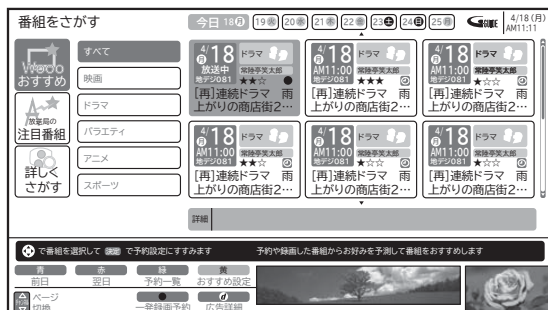 番組をさがす
今日 18月 19火 20水 21木 22金 23土 24日 25月 G-GUIDE 4/18 (月) AM11:11
Wooo おすすめ
放送局の 注目番組
詳しく さがす
すべて
映画
ドラマ
バラエティ
アニメ
スポーツ
4/18 月 ドラマ
放送中 常陸亭笑太郎
地デジ081 ★★☆
[再]連続ドラマ 雨
上がりの商店街2…
4/18 月 ドラマ
AM11:00 常陸亭笑太郎
地デジ081 ★★★
[再]連続ドラマ 雨
上がりの商店街2…
4/18 月 ドラマ
AM11:00 常陸亭笑太郎
地デジ081 ★☆☆
[再]連続ドラマ 雨
上がりの商店街2…
4/18 月 ドラマ
AM11:00 常陸亭笑太郎
地デジ081 ★★☆
[再]連続ドラマ 雨
上がりの商店街2…
4/18 月 ドラマ
AM11:00 常陸亭笑太郎
地デジ081 ★☆☆
[再]連続ドラマ 雨
上がりの商店街2…
4/18 月 ドラマ
AM11:00 常陸亭笑太郎
地デジ081 ★☆☆
[再]連続ドラマ 雨
上がりの商店街2…
詳細
で番組を選択して 決定 で予約設定にすすみます 予約や録画した番組からお好みを予測して番組をおすすめします
青 赤 緑 黄
前日 翌日 予約一覧 おすすめ設定
ページ 切換 一発録画予約 d 広告詳細